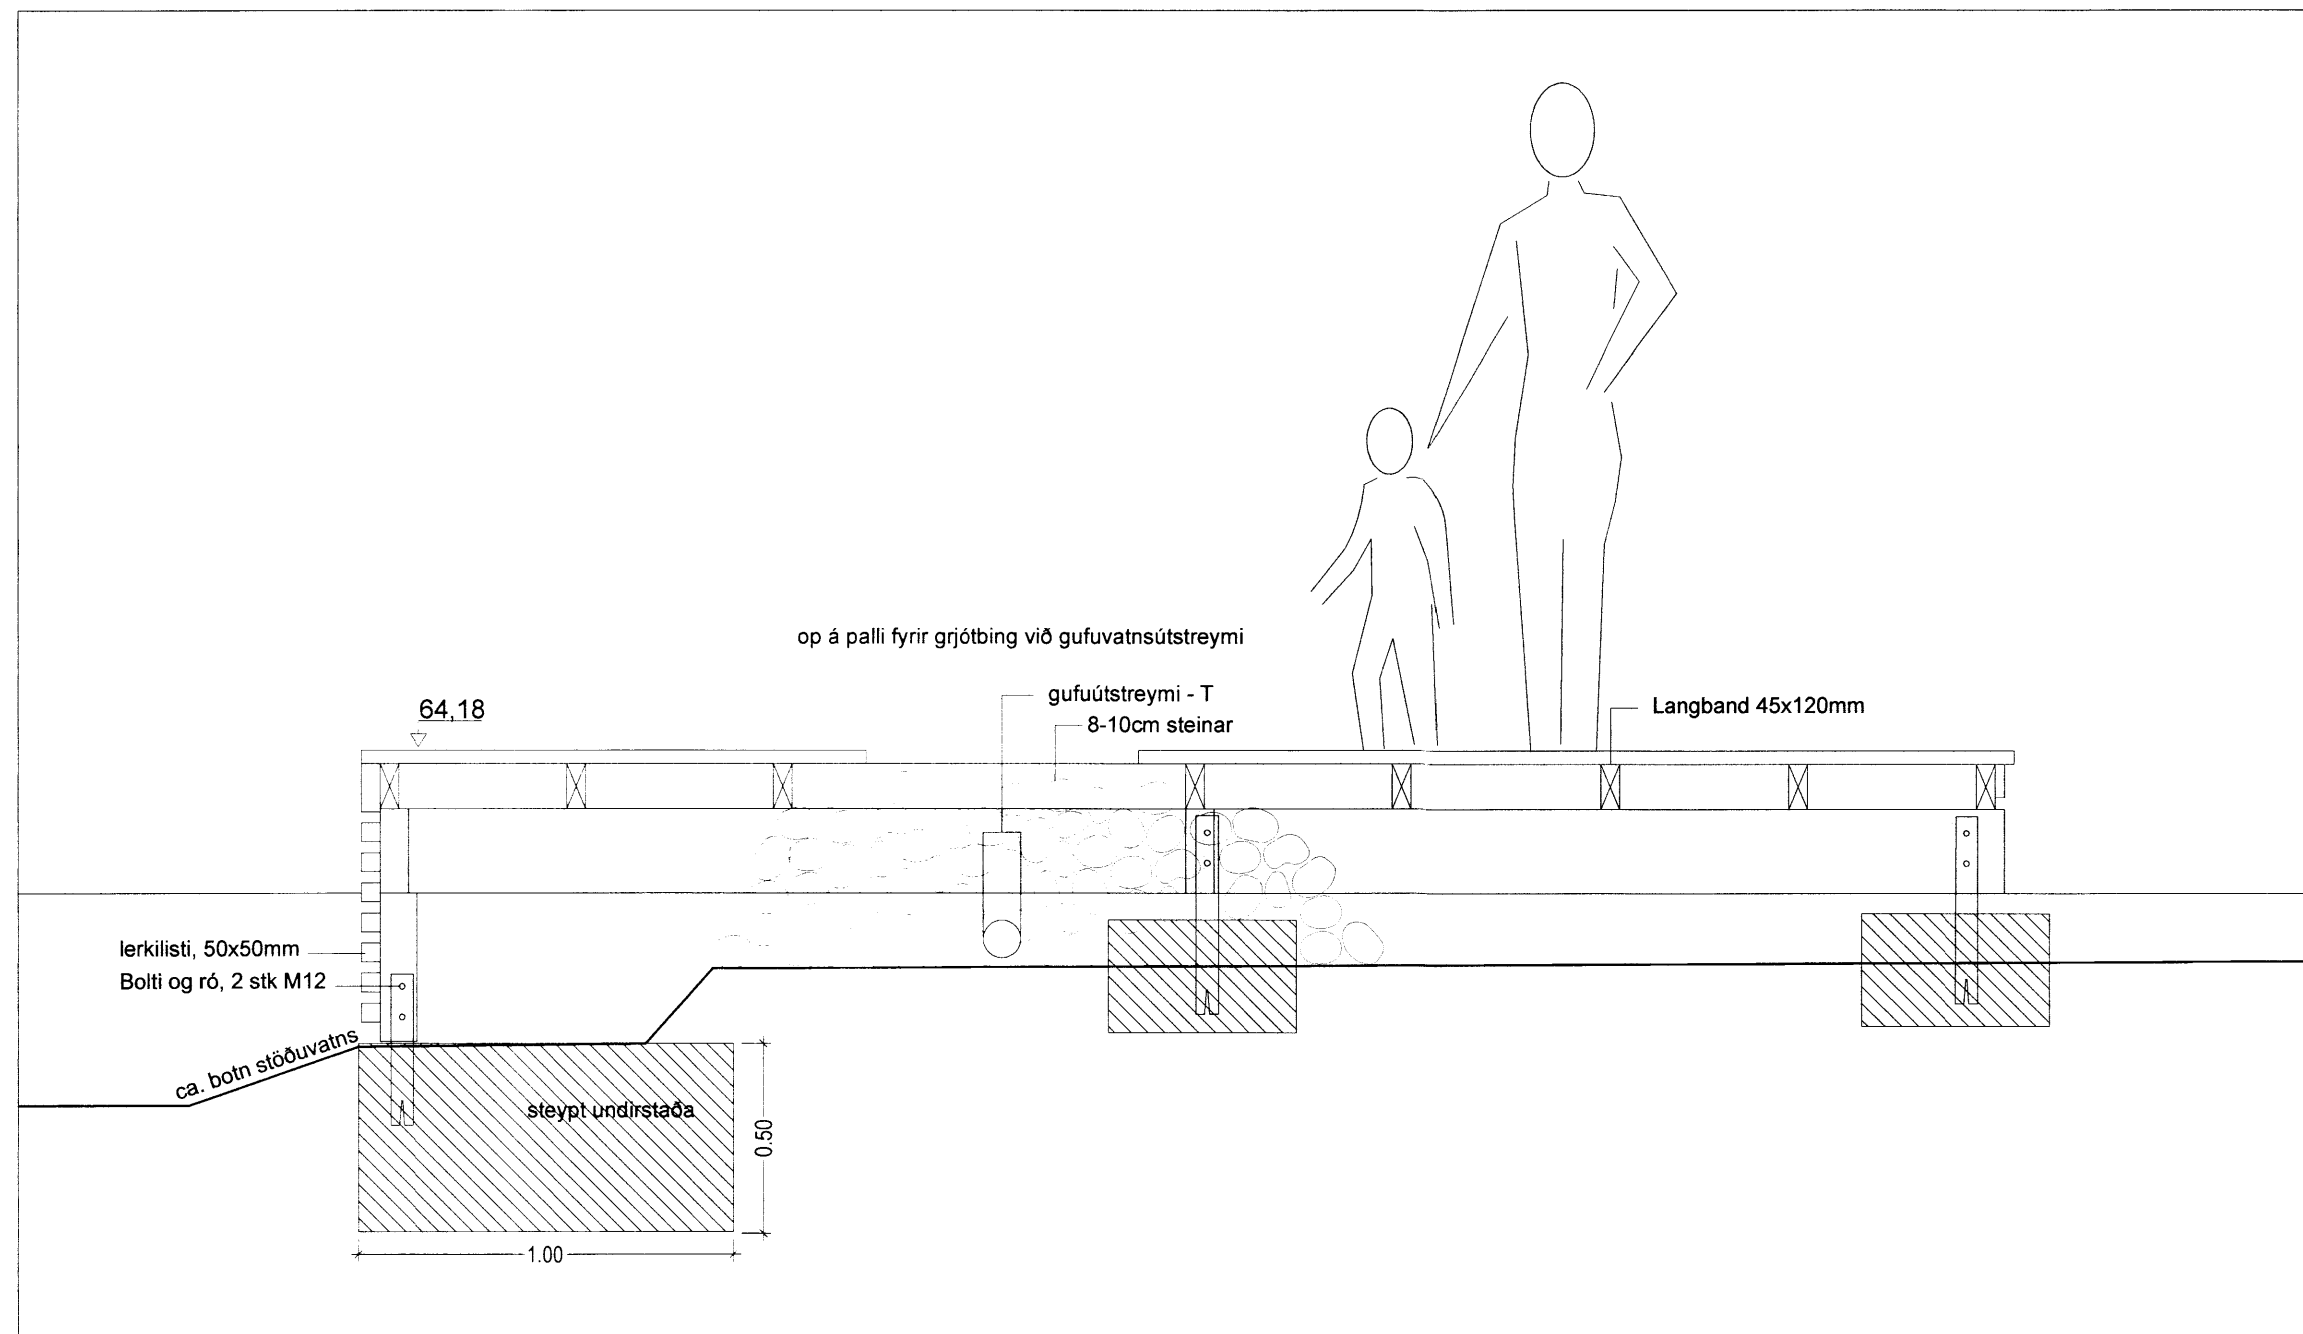 op á palli fyrir grjótbing við gufuvatnsútstreymi
gufuútstreymi - T
8-10cm steinar
64,18
Langband 45x120mm
lerkilisti, 50x50mm
Bolti og ró, 2 stk M12
ca. botn stöðuvatns
steypt undirstaða
0.50
1.00